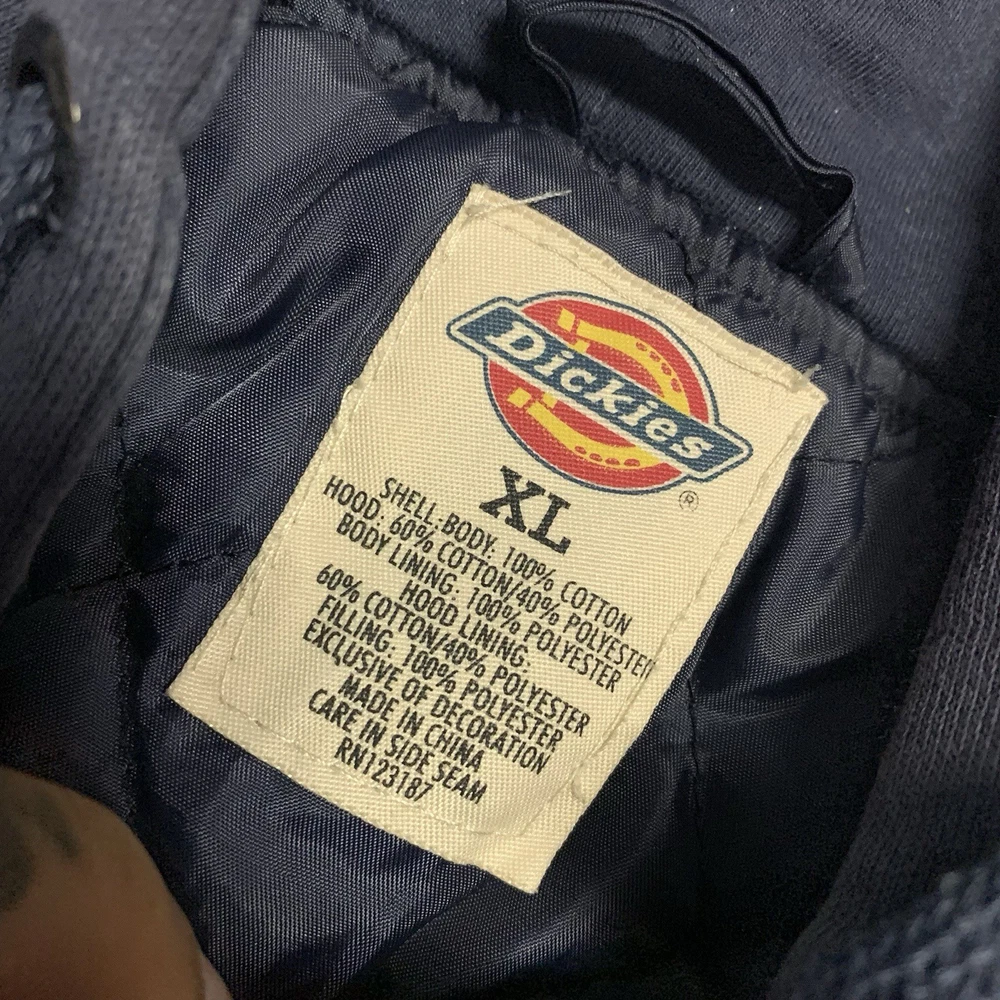 Dickies
®
XL
SHELL: BODY: 100% COTTON
HOOD: 60% COTTON/40% POLYESTER
BODY LINING: 100% POLYESTER
HOOD LINING:
60% COTTON/40% POLYESTER
FILLING: 100% POLYESTER
EXCLUSIVE OF DECORATION
MADE IN CHINA
CARE IN SIDE SEAM
RN123187